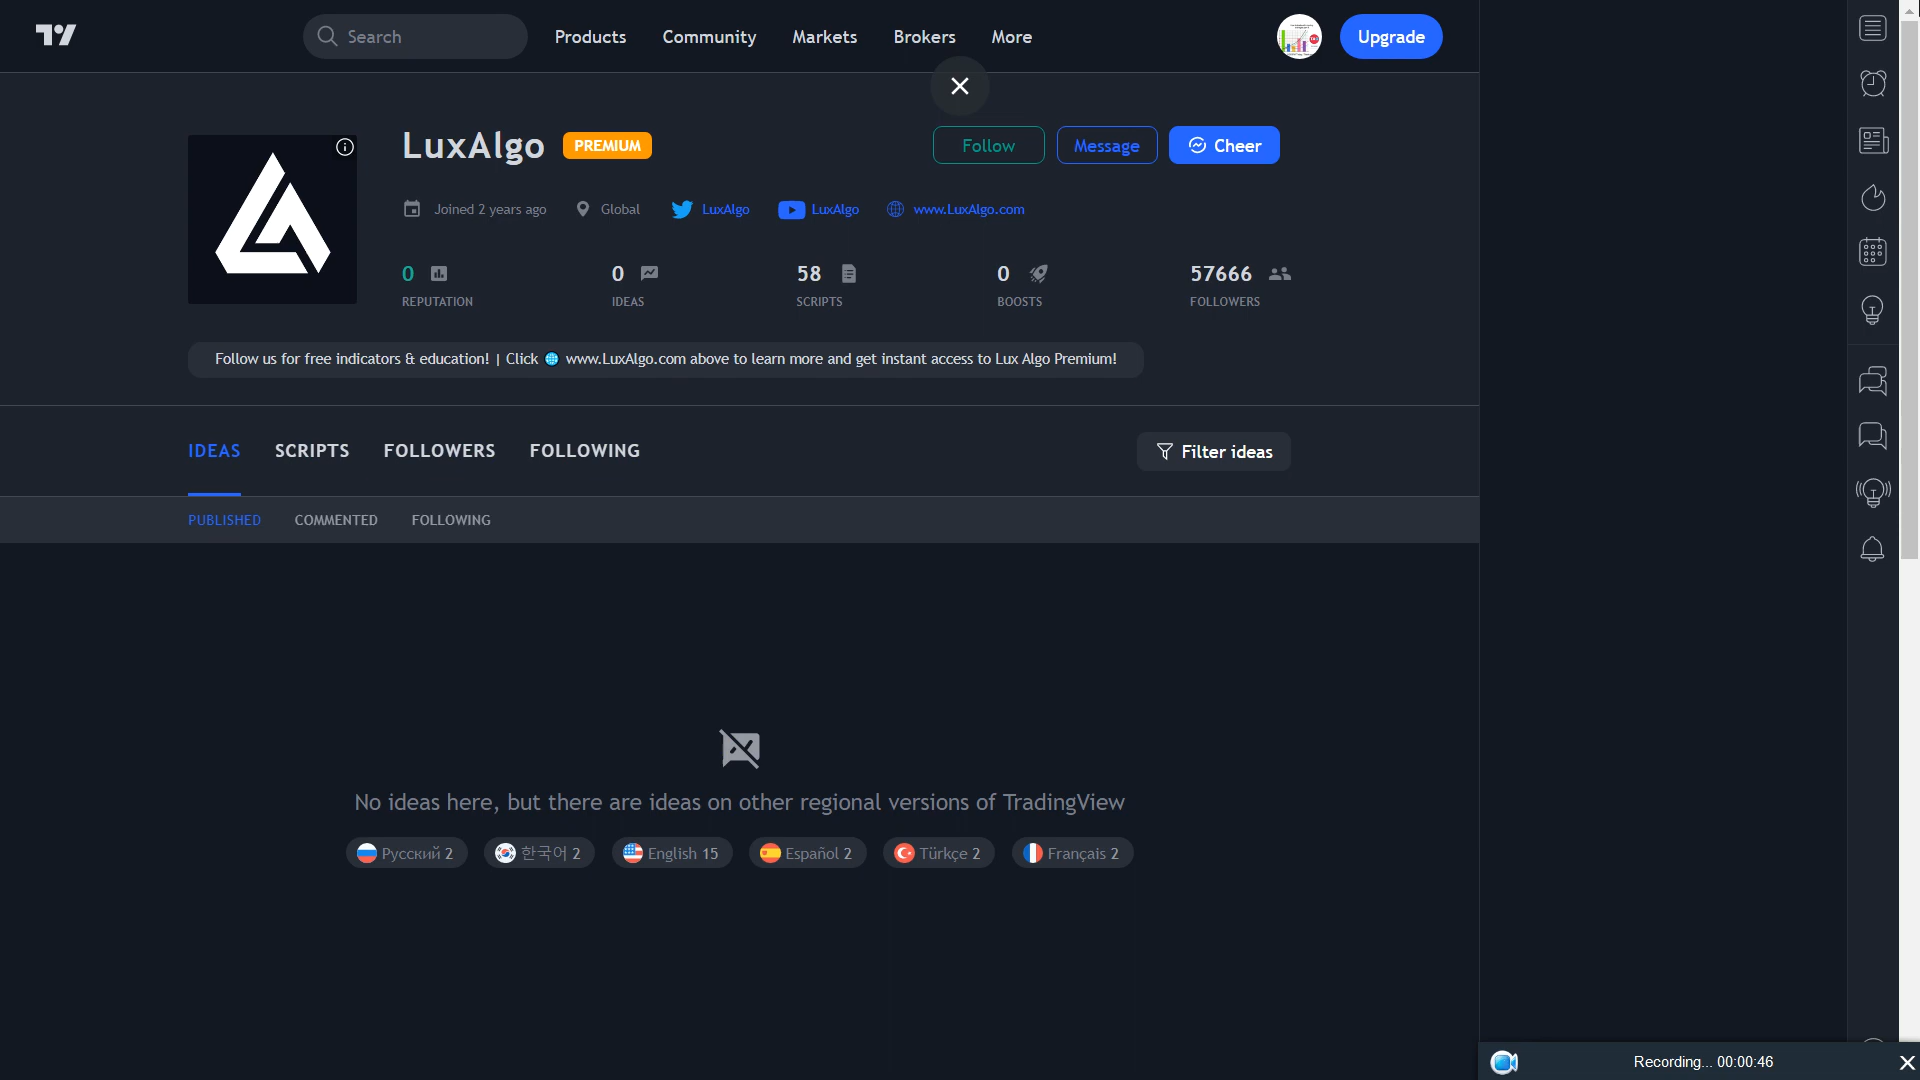 Search
Products
Community
Markets
Brokers
More
Upgrade
LuxAlgo
PREMIUM
Follow
Message
Cheer
Joined 2 years ago
Global
LuxAlgo
LuxAlgo
www.LuxAlgo.com
0
REPUTATION
0
IDEAS
58
SCRIPTS
0
BOOSTS
57666
FOLLOWERS
Follow us for free indicators & education! | Click 🌐 www.LuxAlgo.com above to learn more and get instant access to Lux Algo Premium!
IDEAS
SCRIPTS
FOLLOWERS
FOLLOWING
Filter ideas
PUBLISHED
COMMENTED
FOLLOWING
No ideas here, but there are ideas on other regional versions of TradingView
Русский 2
한국어 2
English 15
Español 2
Türkçe 2
Français 2
Recording... 00:00:46